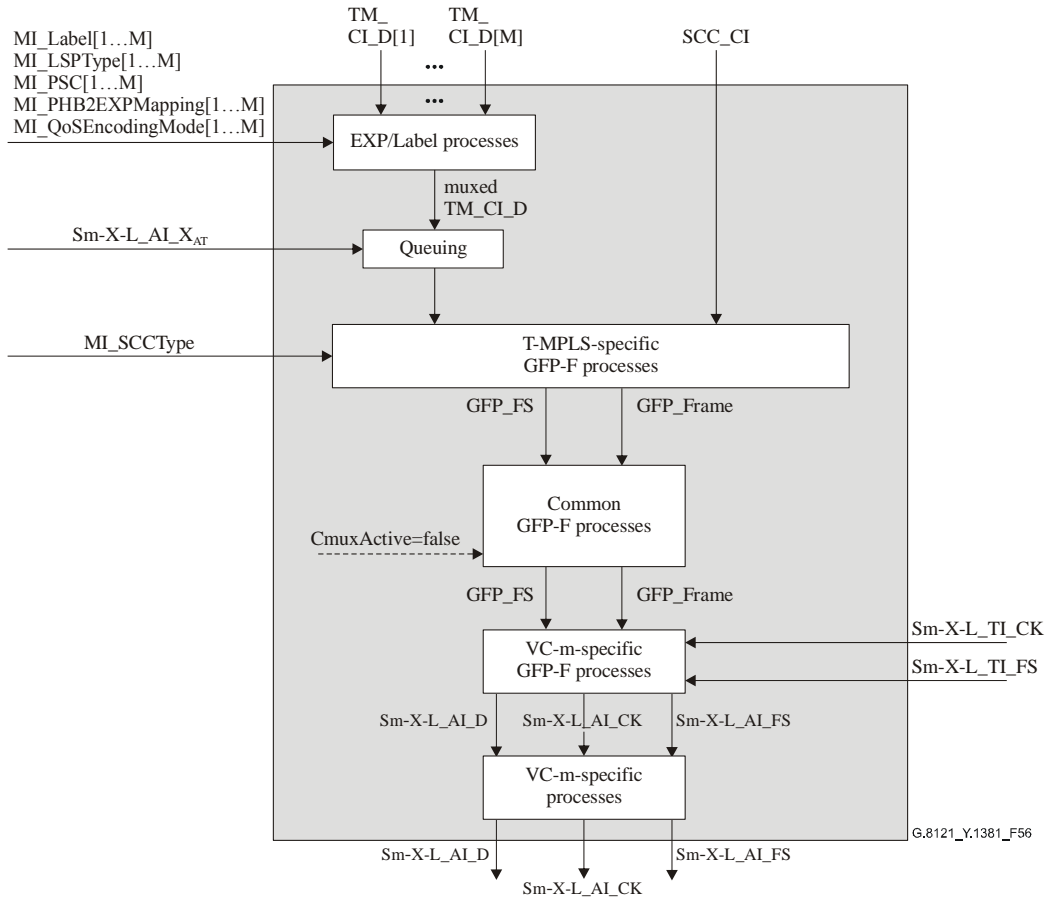 TM_
CI_D[1]
TM_
CI_D[M]
SCC_CI
MI_Label[1…M]
MI_LSPType[1…M]
MI_PSC[1…M]
MI_PHB2EXPMapping[1…M]
MI_QoSEncodingMode[1…M]
...
...
EXP/Label processes
muxed
TM_CI_D
Sm-X-L_AI_XAT
Queuing
MI_SCCType
T-MPLS-specific
GFP-F processes
GFP_FS
GFP_Frame
Common
GFP-F processes
CmuxActive=false
GFP_FS
GFP_Frame
Sm-X-L_TI_CK
VC-m-specific
GFP-F processes
Sm-X-L_TI_FS
Sm-X-L_AI_D
Sm-X-L_AI_CK
Sm-X-L_AI_FS
VC-m-specific
processes
G.8121_Y.1381_F56
Sm-X-L_AI_D
Sm-X-L_AI_FS
Sm-X-L_AI_CK